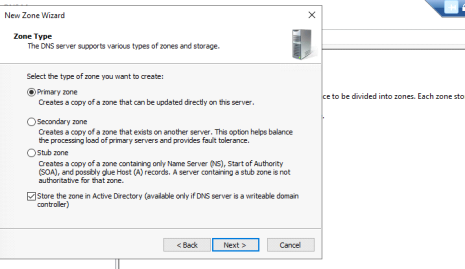 New Zone Wizard
Zone Type
The DNS server supports various types of zones and storage.
Select the type of zone you want to create:
Primary zone
Creates a copy of a zone that can be updated directly on this server.
ce to be divided into zones. Each zone sto
Secondary zone
Creates a copy of a zone that exists on another server. This option helps balance
the processing load of primary servers and provides fault tolerance.
Stub zone
Creates a copy of a zone containing only Name Server (NS), Start of Authority
(SOA), and possibly glue Host (A) records. A server containing a stub zone is not
authoritative for that zone.
Store the zone in Active Directory (available only if DNS server is a writeable domain
controller)
< Back
Next >
Cancel